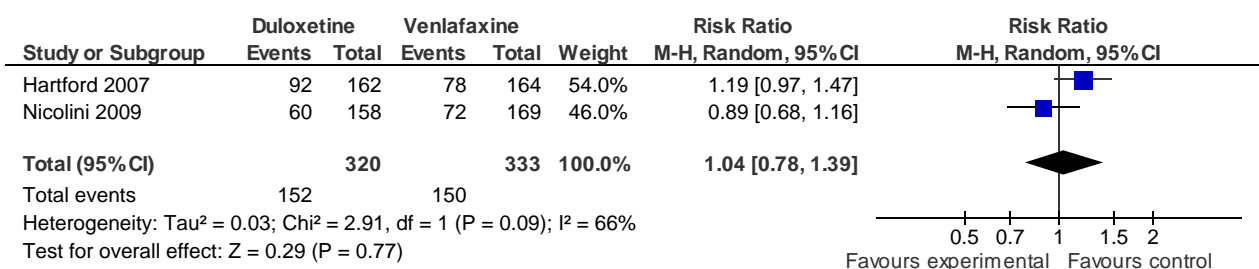 Duloxetine Venlafaxine Risk Ratio Risk Ratio
Study or Subgroup Events Total Events Total Weight M-H, Random, 95%CI M-H, Random, 95%CI
Hartford 2007 92 162 78 164 54.0% 1.19 [0.97, 1.47]
Nicolini 2009 60 158 72 169 46.0% 0.89 [0.68, 1.16]
Total (95%CI) 320 333 100.0% 1.04 [0.78, 1.39]
Total events 152 150
Heterogeneity: Tau² = 0.03; Chi² = 2.91, df = 1 (P = 0.09); I² = 66%
Test for overall effect: Z = 0.29 (P = 0.77)
0.5 0.7 1 1.5 2
Favours experimental Favours control